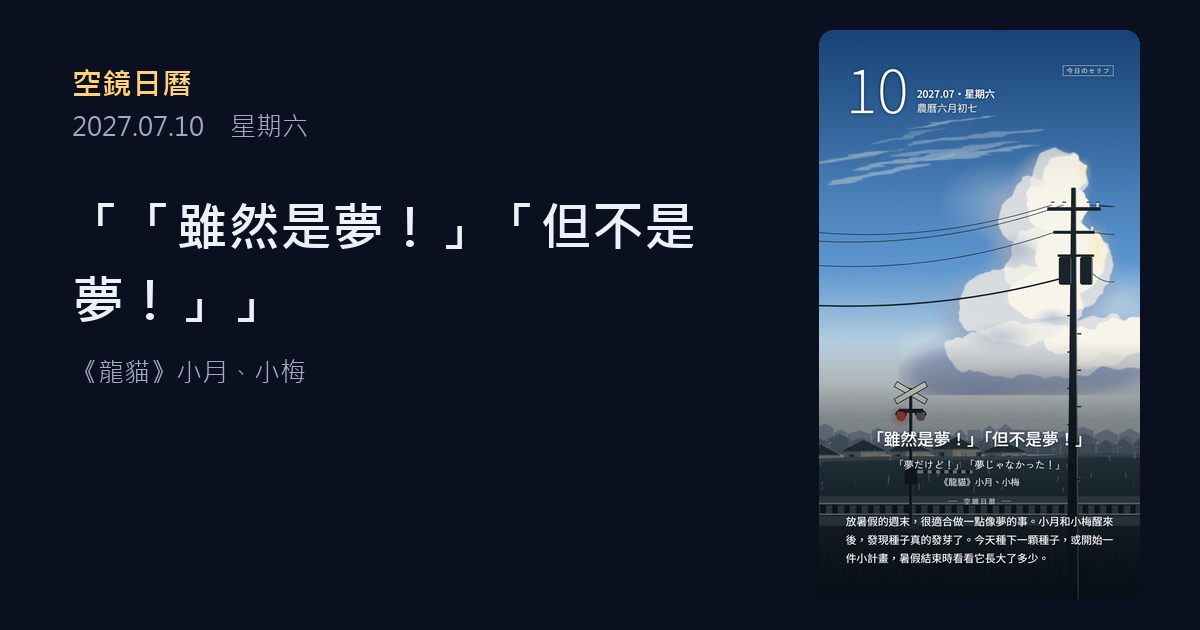 空鏡日曆
2027.07.10 星期六
「「雖然是夢！」「但不是
夢！」」
《龍貓》小月、小梅
10
2027.07・星期六
農曆六月初七
今日のセリフ
「雖然是夢！」「但不是夢！」
「夢だけど！」「夢じゃなかった！」
《龍貓》小月、小梅
空鏡日曆
放暑假的週末，很適合做一點像夢的事。小月和小梅醒來
後，發現種子真的發芽了。今天種下一顆種子，或開始一
件小計畫，暑假結束時看看它長大了多少。